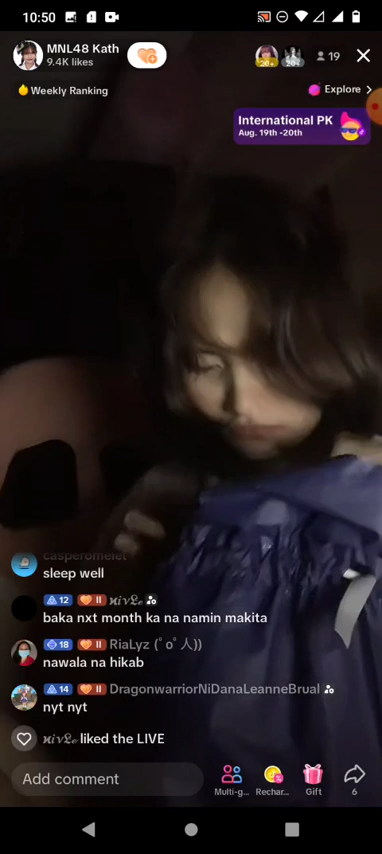 10:50
MNL48 Kath
9.4K likes
20+
20+
19
Weekly Ranking
Explore
International PK
Aug. 19th -20th
casperomelet
sleep well
12
II
baka nxt month ka na namin makita
18
II
RiaLyz (ﾟoﾟ人))
nawala na hikab
14
II
DragonwarriorNiDanaLeanneBrual
nyt nyt
liked the LIVE
Add comment
Multi-g...
Rechar...
Gift
6